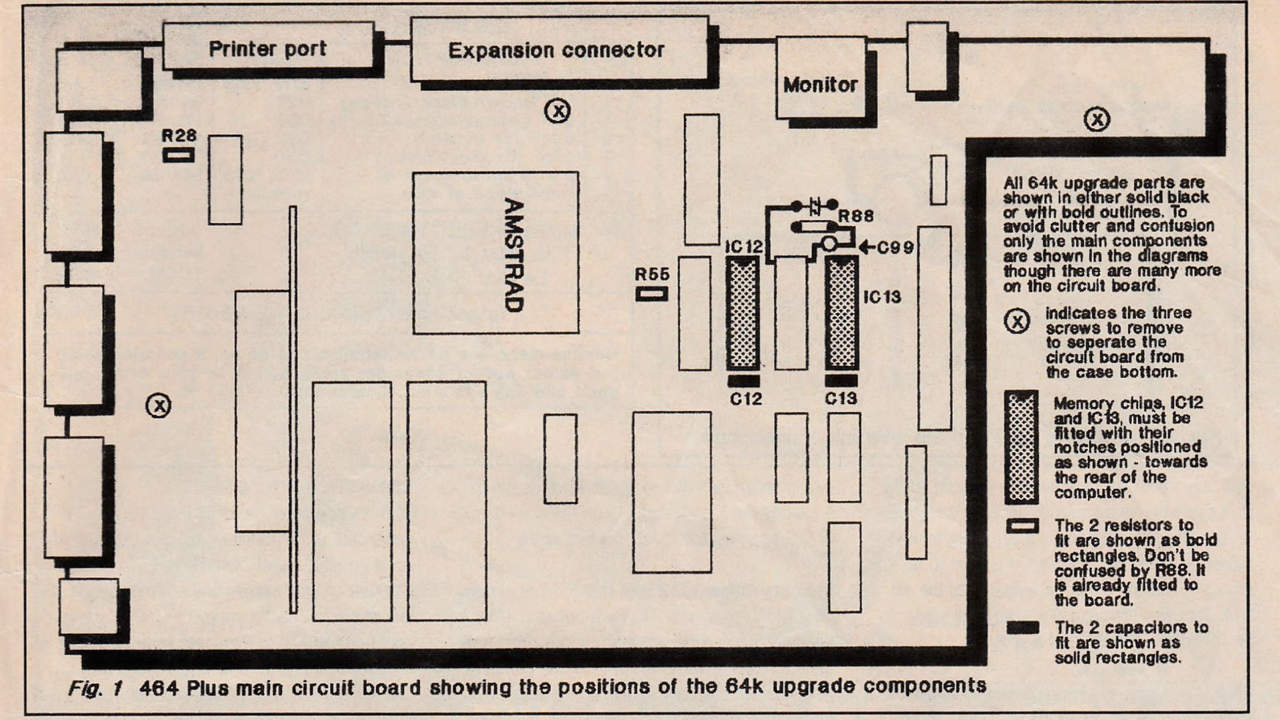 Printer port
Expansion connector
Monitor
R28
AMSTRAD
R88
IC12
C99
R55
IC13
C12
C13
All 64k upgrade parts are
shown in either solid black
or with bold outlines. To
avoid clutter and confusion
only the main components
are shown in the diagrams
though there are many more
on the circuit board.
X indicates the three
screws to remove
to seperate the
circuit board from
the case bottom.
Memory chips, IC12
and IC13, must be
fitted with their
notches positioned
as shown - towards
the rear of the
computer.
The 2 resistors to
fit are shown as bold
rectangles. Don't be
confused by R88. It
is already fitted to
the board.
The 2 capacitors to
fit are shown as
solid rectangles.
Fig. 1 464 Plus main circuit board showing the positions of the 64k upgrade components